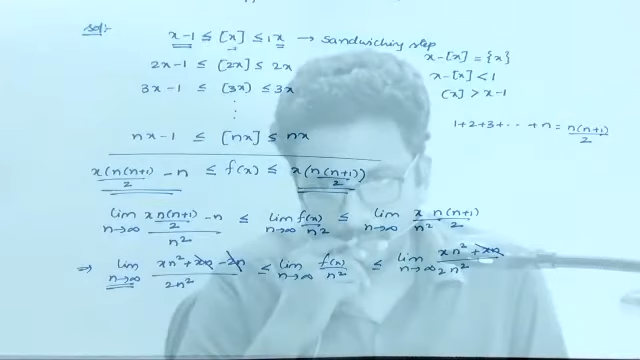 Sol:-
x-1 ≤ [x] ≤ 1x → sandwiching step
2x-1 ≤ [2x] ≤ 2x
3x-1 ≤ [3x] ≤ 3x
⋮
nx-1 ≤ [nx] ≤ nx
x(n(n+1))/2 - n ≤ f(x) ≤ x(n(n+1))/2)
lim n→∞ (x n(n+1)/2 - n)/n² ≤ lim n→∞ f(x)/n² ≤ lim n→∞ x/n² n(n+1)/2
⇒ lim n→∞ (xn² + xn - 2n)/2n² ≤ lim n→∞ f(x)/n² ≤ lim n→∞ (xn² + xn)/2n²
x-[x] = {x}
x-[x] < 1
[x] > x-1
1+2+3+···+n = n(n+1)/2